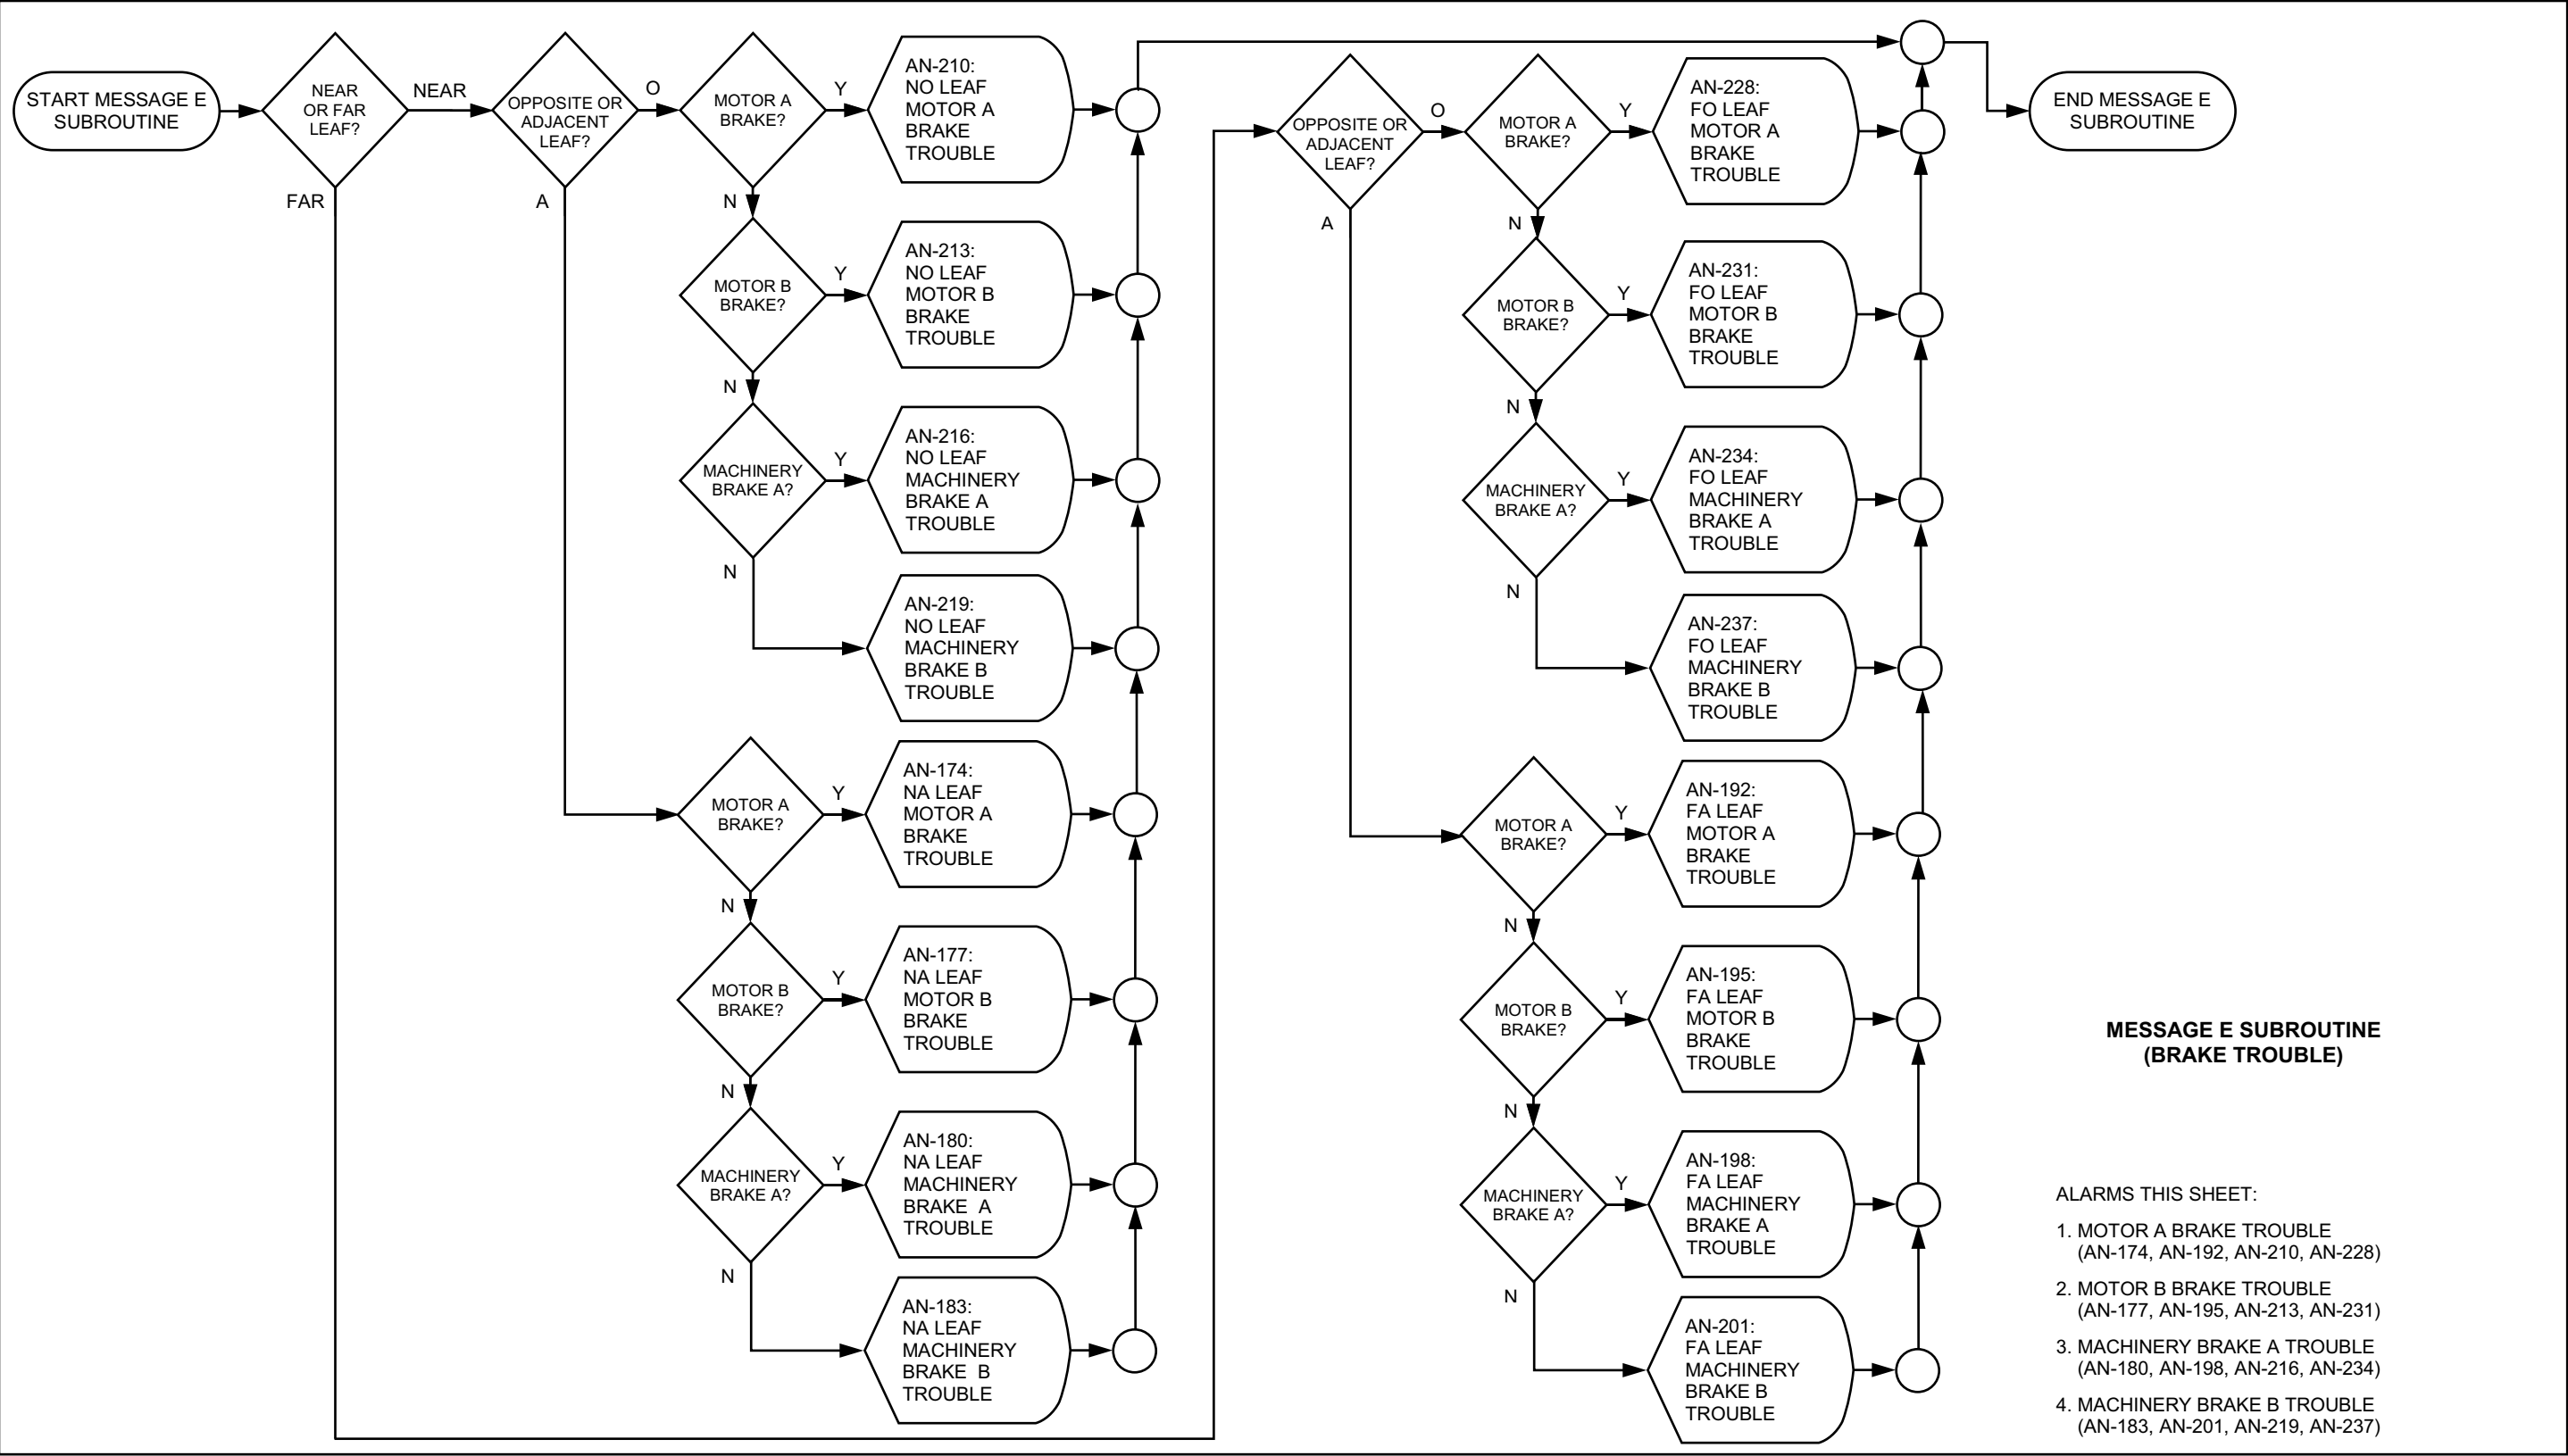 START MESSAGE E
SUBROUTINE
NEAR
OR FAR
LEAF?
NEAR
FAR
OPPOSITE OR
ADJACENT
LEAF?
O
A
MOTOR A
BRAKE?
Y
N
AN-210:
NO LEAF
MOTOR A
BRAKE
TROUBLE
MOTOR B
BRAKE?
Y
N
AN-213:
NO LEAF
MOTOR B
BRAKE
TROUBLE
MACHINERY
BRAKE A?
Y
N
AN-216:
NO LEAF
MACHINERY
BRAKE A
TROUBLE
AN-219:
NO LEAF
MACHINERY
BRAKE B
TROUBLE
MOTOR A
BRAKE?
Y
N
AN-174:
NA LEAF
MOTOR A
BRAKE
TROUBLE
MOTOR B
BRAKE?
Y
N
AN-177:
NA LEAF
MOTOR B
BRAKE
TROUBLE
MACHINERY
BRAKE A?
Y
N
AN-180:
NA LEAF
MACHINERY
BRAKE A
TROUBLE
AN-183:
NA LEAF
MACHINERY
BRAKE B
TROUBLE
OPPOSITE OR
ADJACENT
LEAF?
O
A
MOTOR A
BRAKE?
Y
N
AN-228:
FO LEAF
MOTOR A
BRAKE
TROUBLE
MOTOR B
BRAKE?
Y
N
AN-231:
FO LEAF
MOTOR B
BRAKE
TROUBLE
MACHINERY
BRAKE A?
Y
N
AN-234:
FO LEAF
MACHINERY
BRAKE A
TROUBLE
AN-237:
FO LEAF
MACHINERY
BRAKE B
TROUBLE
MOTOR A
BRAKE?
Y
N
AN-192:
FA LEAF
MOTOR A
BRAKE
TROUBLE
MOTOR B
BRAKE?
Y
N
AN-195:
FA LEAF
MOTOR B
BRAKE
TROUBLE
MACHINERY
BRAKE A?
Y
N
AN-198:
FA LEAF
MACHINERY
BRAKE A
TROUBLE
AN-201:
FA LEAF
MACHINERY
BRAKE B
TROUBLE
END MESSAGE E
SUBROUTINE
MESSAGE E SUBROUTINE
(BRAKE TROUBLE)
ALARMS THIS SHEET:
1. MOTOR A BRAKE TROUBLE
(AN-174, AN-192, AN-210, AN-228)
2. MOTOR B BRAKE TROUBLE
(AN-177, AN-195, AN-213, AN-231)
3. MACHINERY BRAKE A TROUBLE
(AN-180, AN-198, AN-216, AN-234)
4. MACHINERY BRAKE B TROUBLE
(AN-183, AN-201, AN-219, AN-237)